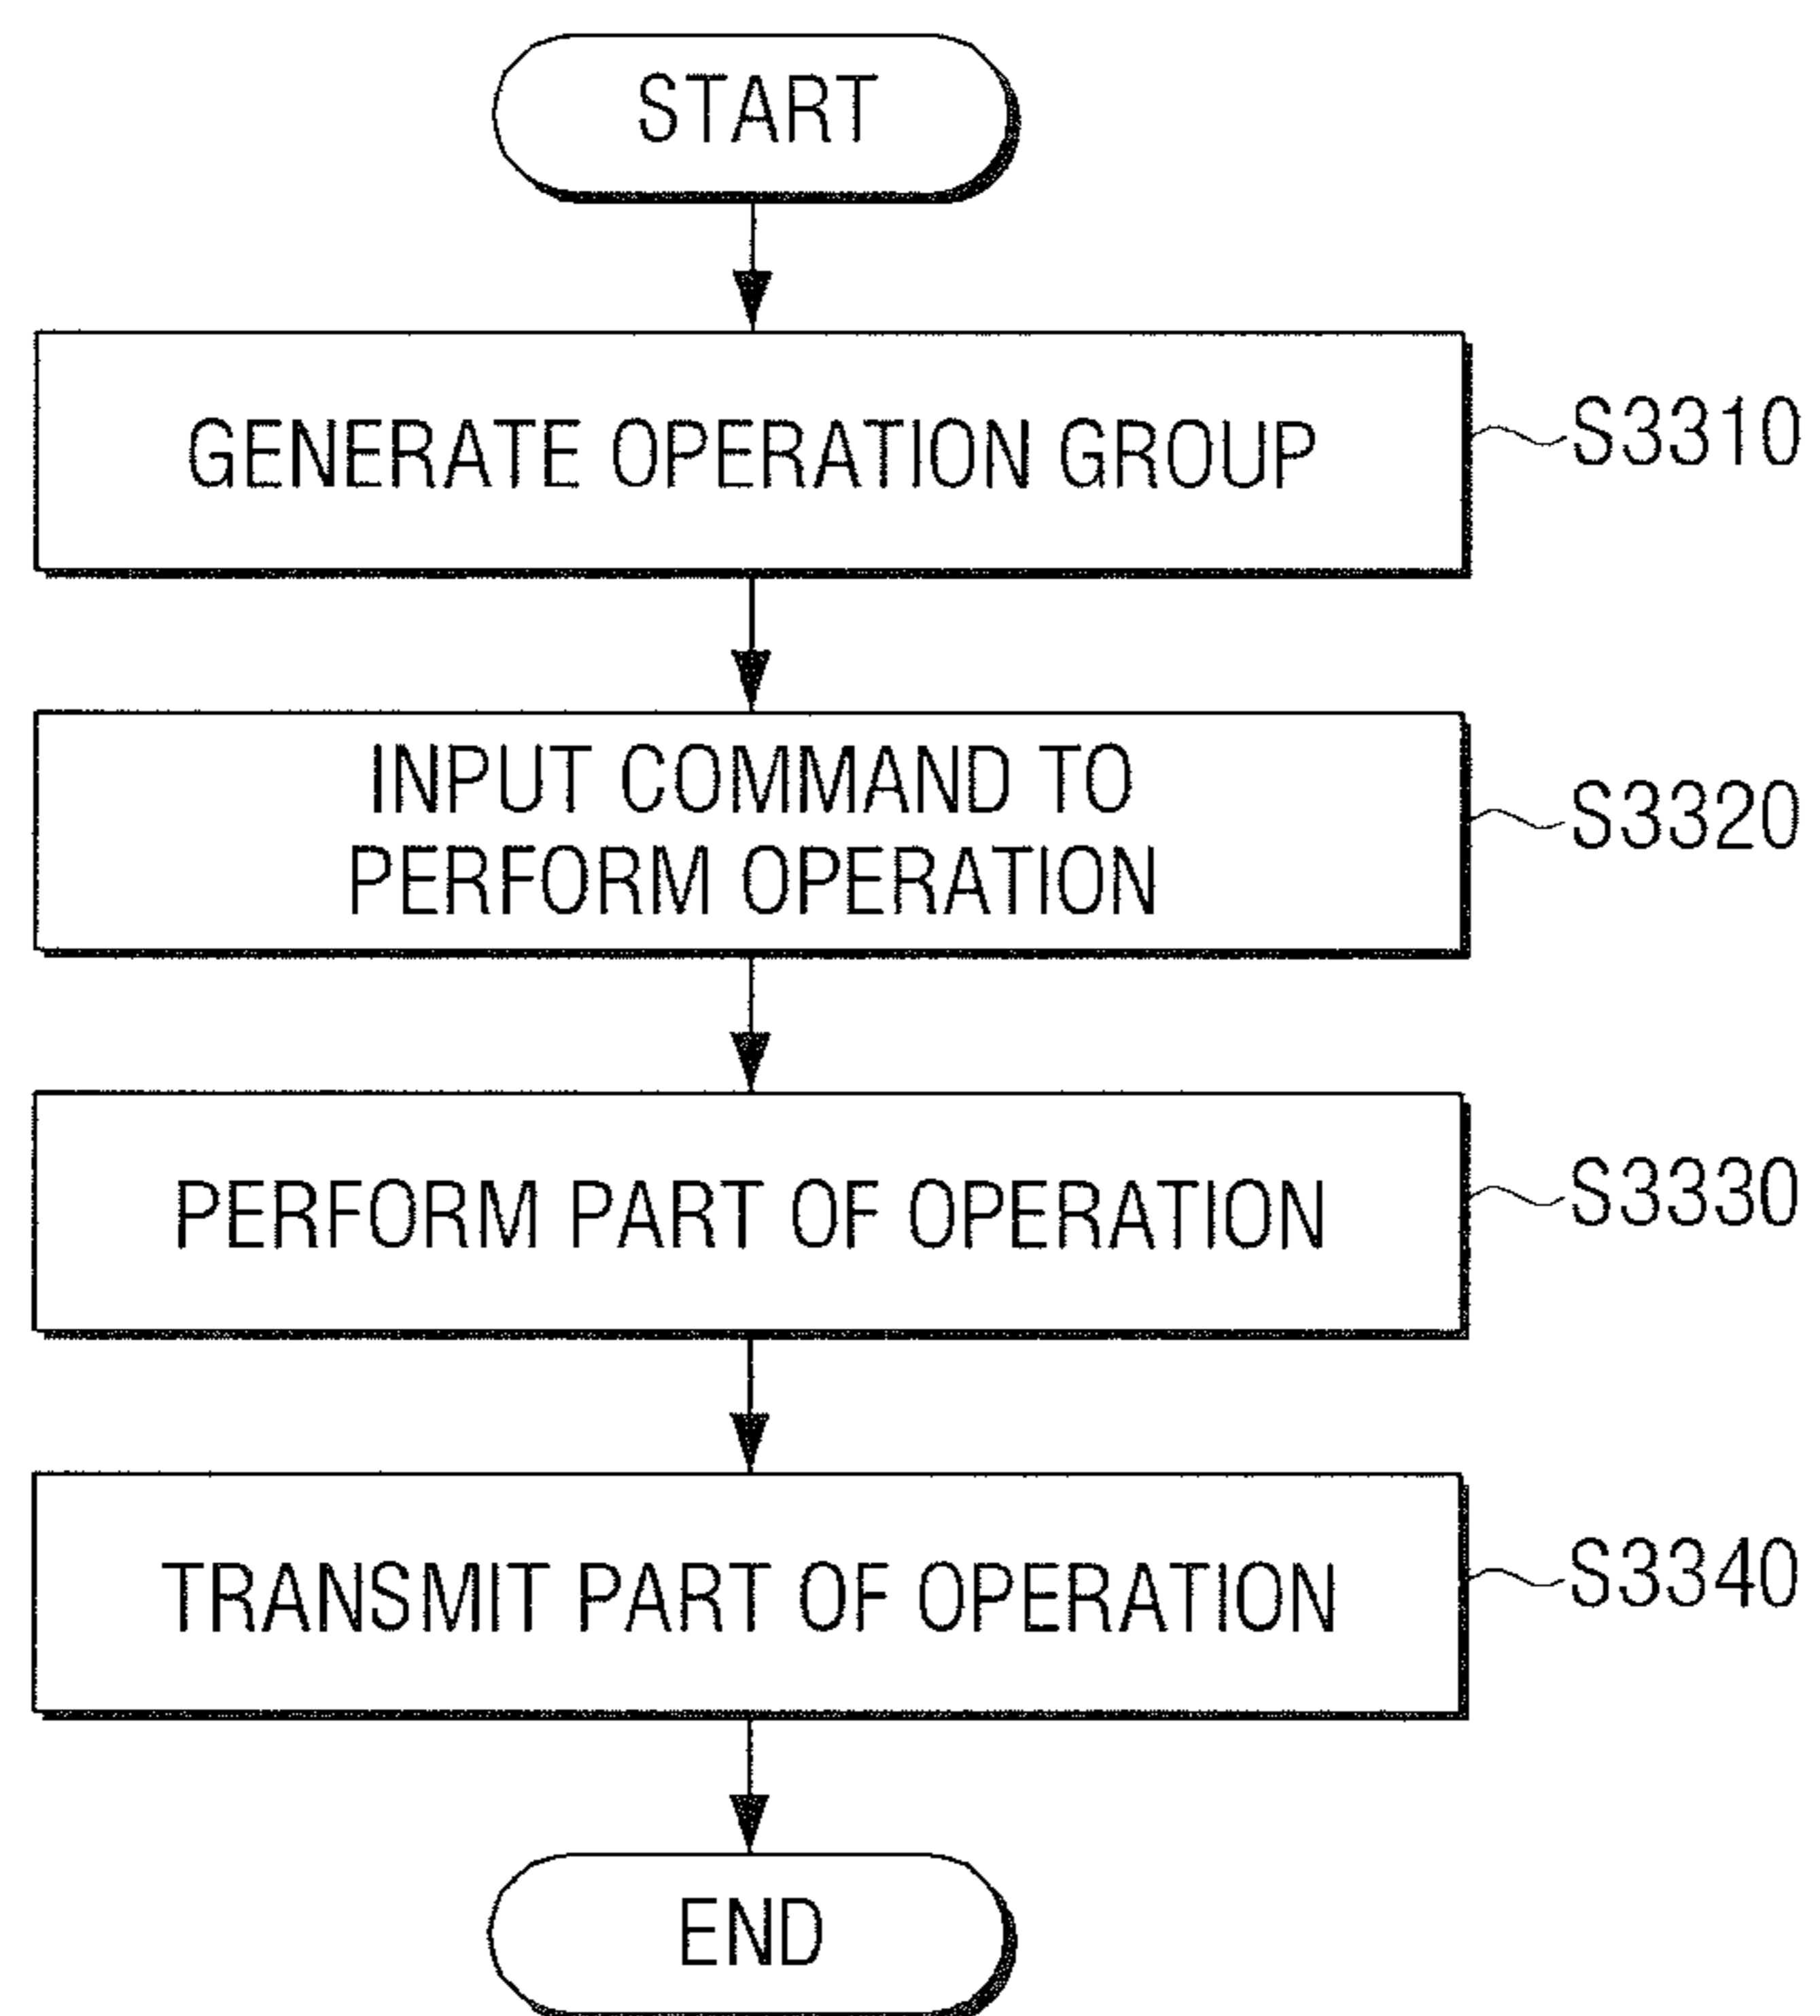 START
GENERATE OPERATION GROUP
S3310
INPUT COMMAND TO
PERFORM OPERATION
S3320
PERFORM PART OF OPERATION
S3330
TRANSMIT PART OF OPERATION
S3340
END